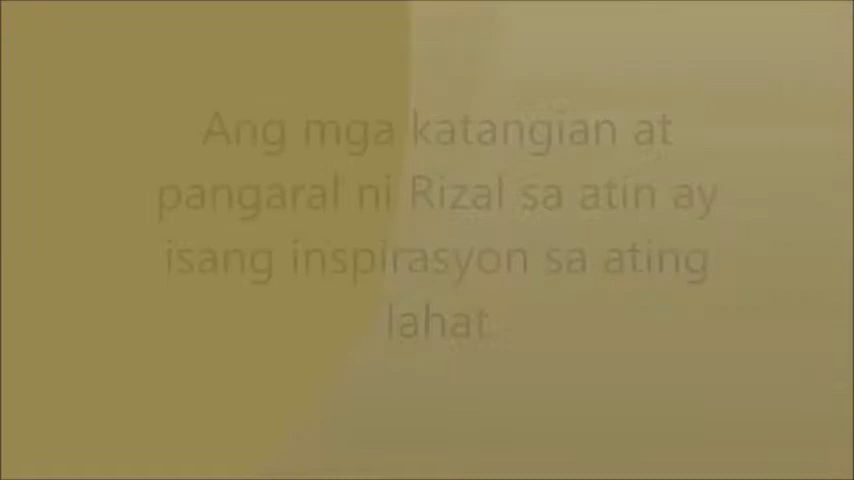 Ang mga katangian at
pangaral ni Rizal sa atin ay
isang inspirasyon sa ating
lahat.